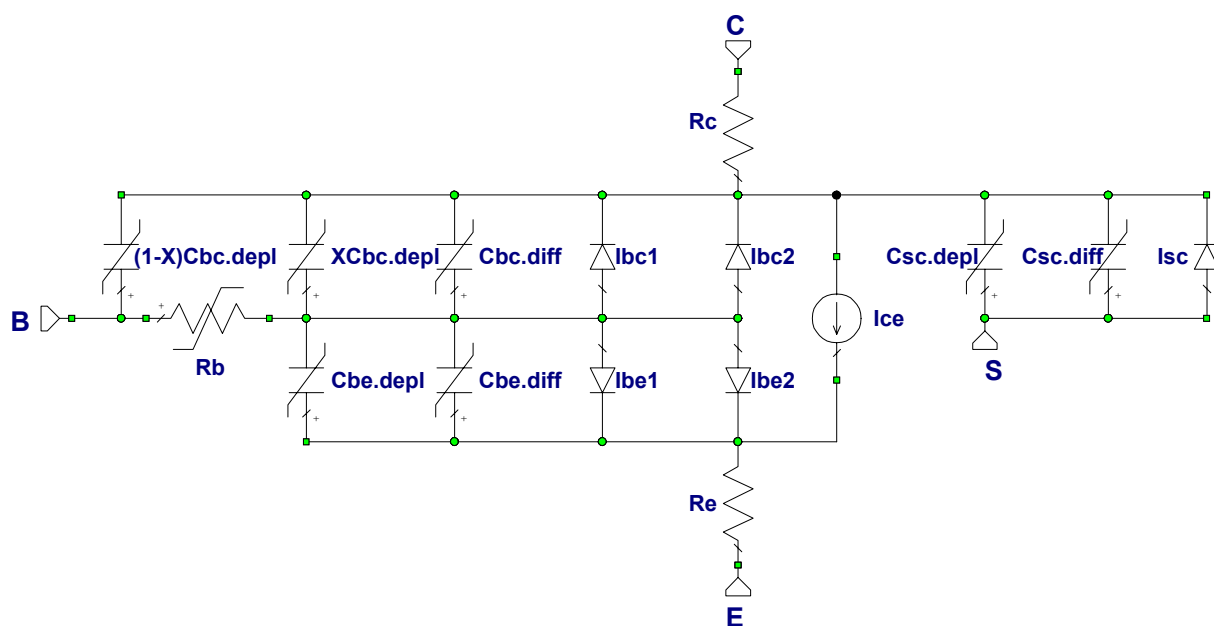 C
Rc
(1-X)Cbc.depl XCbc.depl Cbc.diff Ibc1 Ibc2 Csc.depl Csc.diff Isc
+ + + +
B Rb Ice S
Cbe.depl Cbe.diff Ibe1 Ibe2
+ +
Re
E